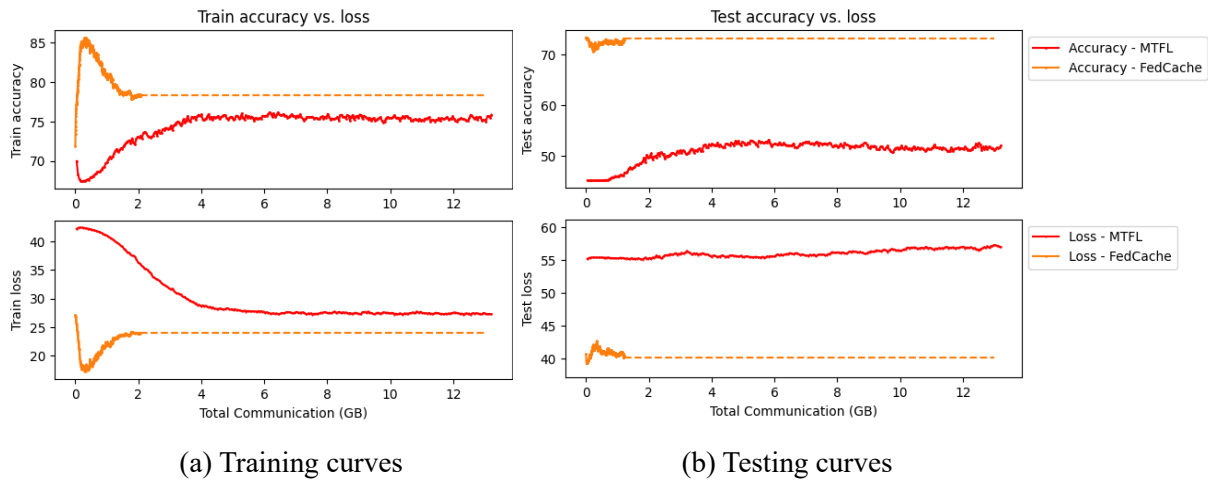 Train accuracy vs. loss
Train accuracy
85
80
75
70
0 2 4 6 8 10 12
Train loss
40
35
30
25
20
0 2 4 6 8 10 12
Total Communication (GB)
(a) Training curves
Test accuracy vs. loss
Test accuracy
70
60
50
0 2 4 6 8 10 12
Accuracy - MTFL
Accuracy - FedCache
Test loss
60
55
50
45
40
0 2 4 6 8 10 12
Total Communication (GB)
Loss - MTFL
Loss - FedCache
(b) Testing curves